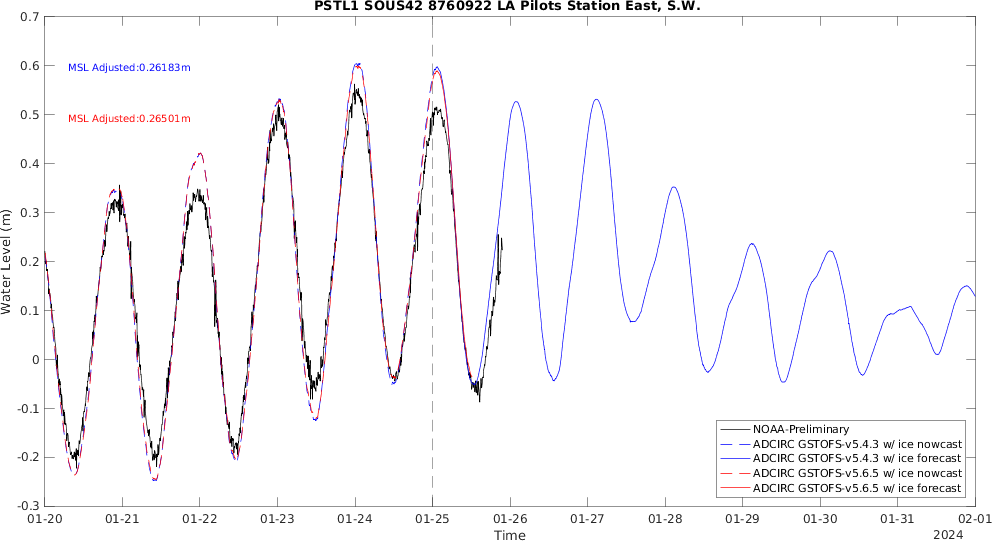 PSTL1 SOUS42 8760922 LA Pilots Station East, S.W.
0.7
0.6
0.5
0.4
0.3
0.2
0.1
0
-0.1
-0.2
-0.3
Water Level (m)
MSL Adjusted:0.26183m
MSL Adjusted:0.26501m
NOAA-Preliminary
ADCIRC GSTOFS-v5.4.3 w/ ice nowcast
ADCIRC GSTOFS-v5.4.3 w/ ice forecast
ADCIRC GSTOFS-v5.6.5 w/ ice nowcast
ADCIRC GSTOFS-v5.6.5 w/ ice forecast
01-20 01-21 01-22 01-23 01-24 01-25 01-26 01-27 01-28 01-29 01-30 01-31 02-01
Time
2024